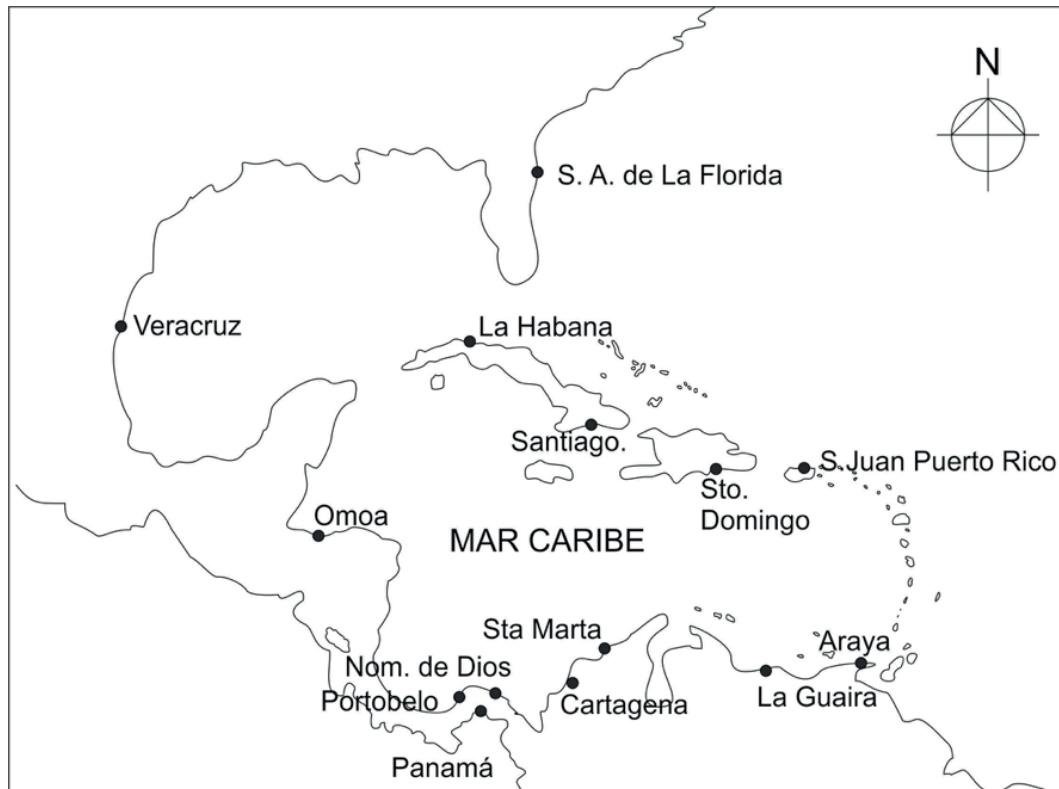 N
S. A. de La Florida
Veracruz
La Habana
Santiago.
S.Juan Puerto Rico
Sto.
Domingo
Omoa
MAR CARIBE
Sta Marta
Araya
Nom. de Dios
Portobelo
Cartagena
La Guaira
Panamá